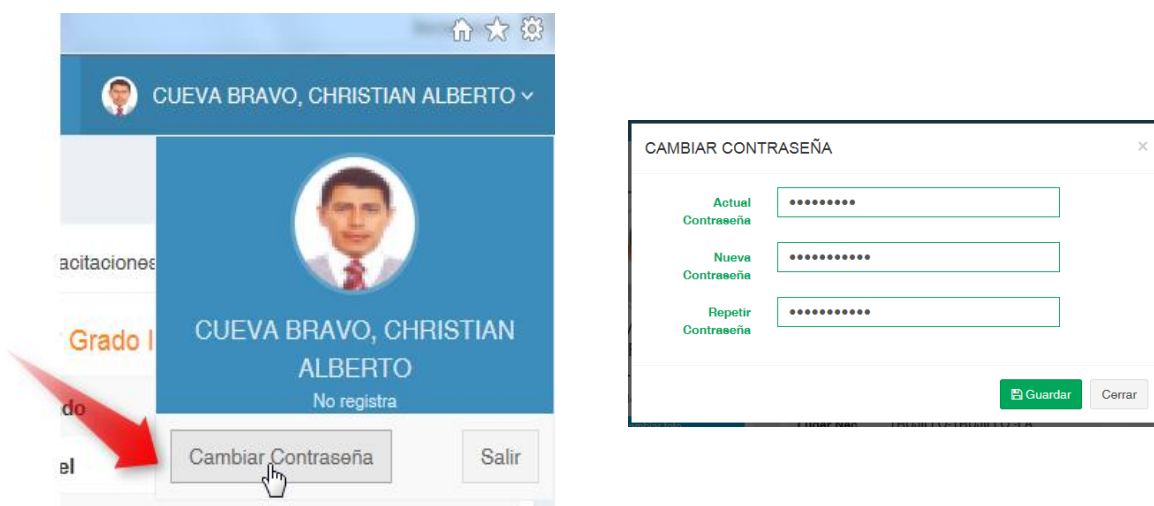 CUEVA BRAVO, CHRISTIAN ALBERTO
acitaciones
Grado I
do
el
CUEVA BRAVO, CHRISTIAN
ALBERTO
No registra
Cambiar Contraseña
Salir
CAMBIAR CONTRASEÑA
×
Actual
Contraseña
•••••••••
Nueva
Contraseña
•••••••••••
Repetir
Contraseña
•••••••••••
Guardar
Cerrar